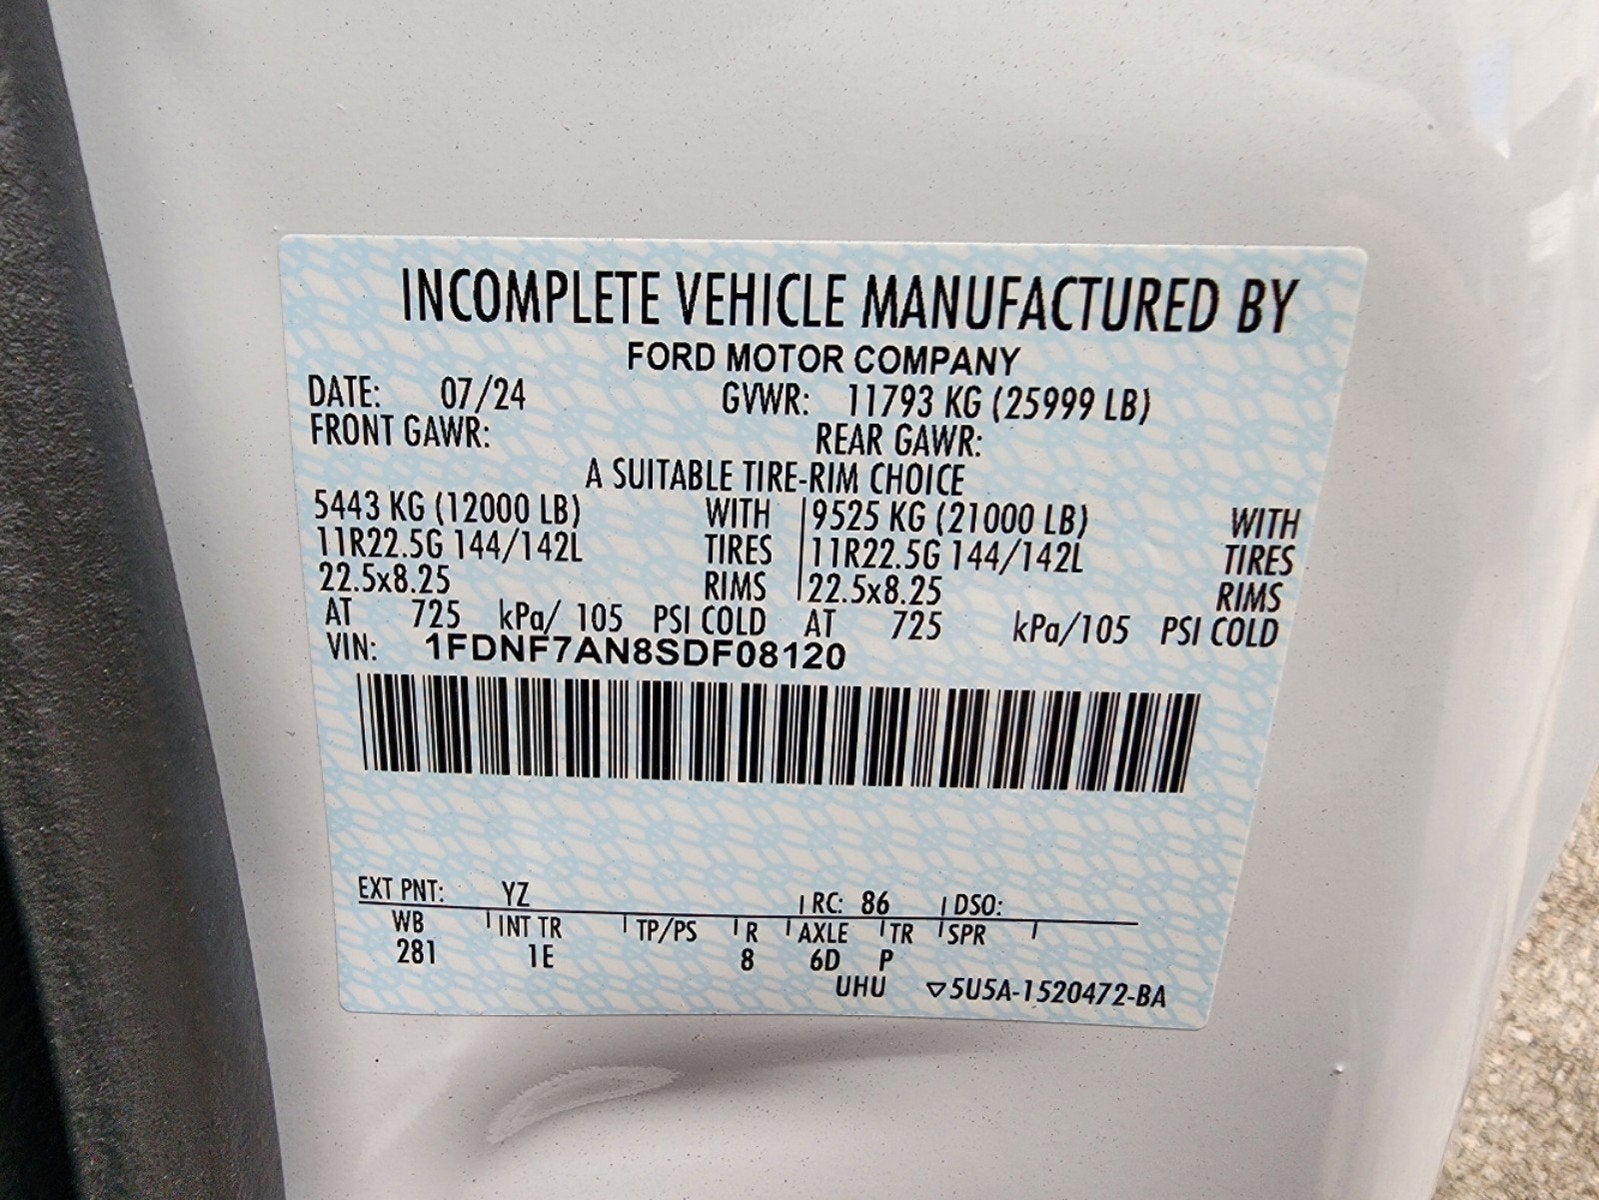 INCOMPLETE VEHICLE MANUFACTURED BY
FORD MOTOR COMPANY
DATE: 07/24 GVWR: 11793 KG (25999 LB)
FRONT GAWR: REAR GAWR:
A SUITABLE TIRE-RIM CHOICE
5443 KG (12000 LB) WITH 9525 KG (21000 LB) WITH
11R22.5G 144/142L TIRES 11R22.5G 144/142L TIRES
22.5x8.25 RIMS 22.5x8.25 RIMS
AT 725 kPa/ 105 PSI COLD AT 725 kPa/105 PSI COLD
VIN: 1FDNF7AN8SDF08120
EXT PNT: YZ RC: 86 DSO:
WB INT TR TP/PS R AXLE TR SPR
281 1E 8 6D P
UHU ▽5U5A-1520472-BA